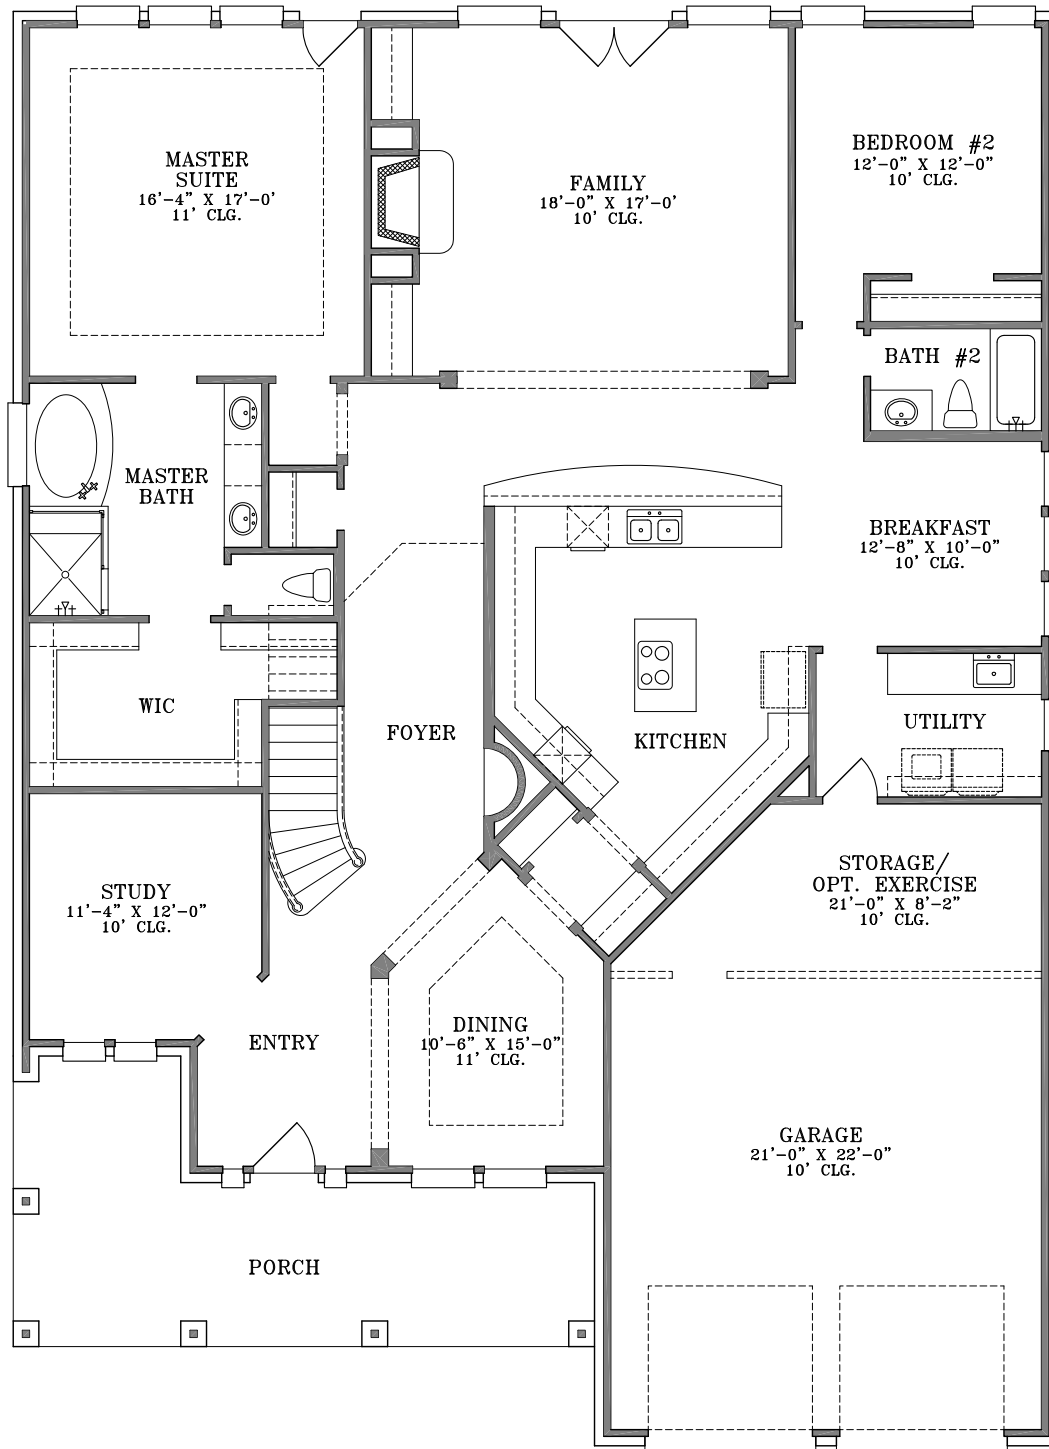 MASTER
SUITE
16'-4" X 17'-0'
11' CLG.
FAMILY
18'-0" X 17'-0'
10' CLG.
BEDROOM #2
12'-0" X 12'-0"
10' CLG.
BATH #2
MASTER
BATH
BREAKFAST
12'-8" X 10'-0"
10' CLG.
WIC
FOYER
KITCHEN
UTILITY
STUDY
11'-4" X 12'-0"
10' CLG.
STORAGE/
OPT. EXERCISE
21'-0" X 8'-2"
10' CLG.
ENTRY
DINING
10'-6" X 15'-0"
11' CLG.
GARAGE
21'-0" X 22'-0"
10' CLG.
PORCH